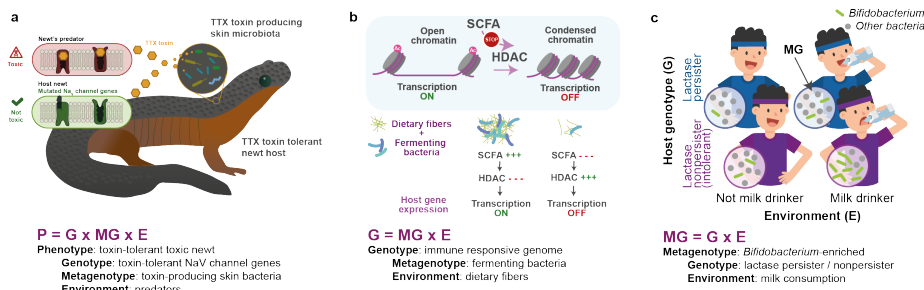 a
TTX toxin producing
skin microbiota
Newt's predator
TTX toxin
Toxic
Host newt
Mutated Nav channel genes
Not
toxic
TTX toxin tolerant
newt host
P = G x MG x E
Phenotype: toxin-tolerant toxic newt
Genotype: toxin-tolerant NaV channel genes
Metagenotype: toxin-producing skin bacteria
Environment: predators
b
SCFA
Open
chromatin
STOP
Condensed
chromatin
HDAC
Ac
Ac
Transcription
ON
Transcription
OFF
Dietary fibers
+
Fermenting
bacteria
SCFA +++
SCFA - - -
HDAC - - -
HDAC +++
Host gene
expression
Transcription
ON
Transcription
OFF
G = MG x E
Genotype: immune responsive genome
Metagenotype: fermenting bacteria
Environment: dietary fibers
c
Bifidobacterium
Other bacteria
MG
Host genotype (G)
Lactase
persister
Lactase
nonpersister
(intolerant)
Not milk drinker
Milk drinker
Environment (E)
MG = G x E
Metagenotype: Bifidobacterium-enriched
Genotype: lactase persister / nonpersister
Environment: milk consumption